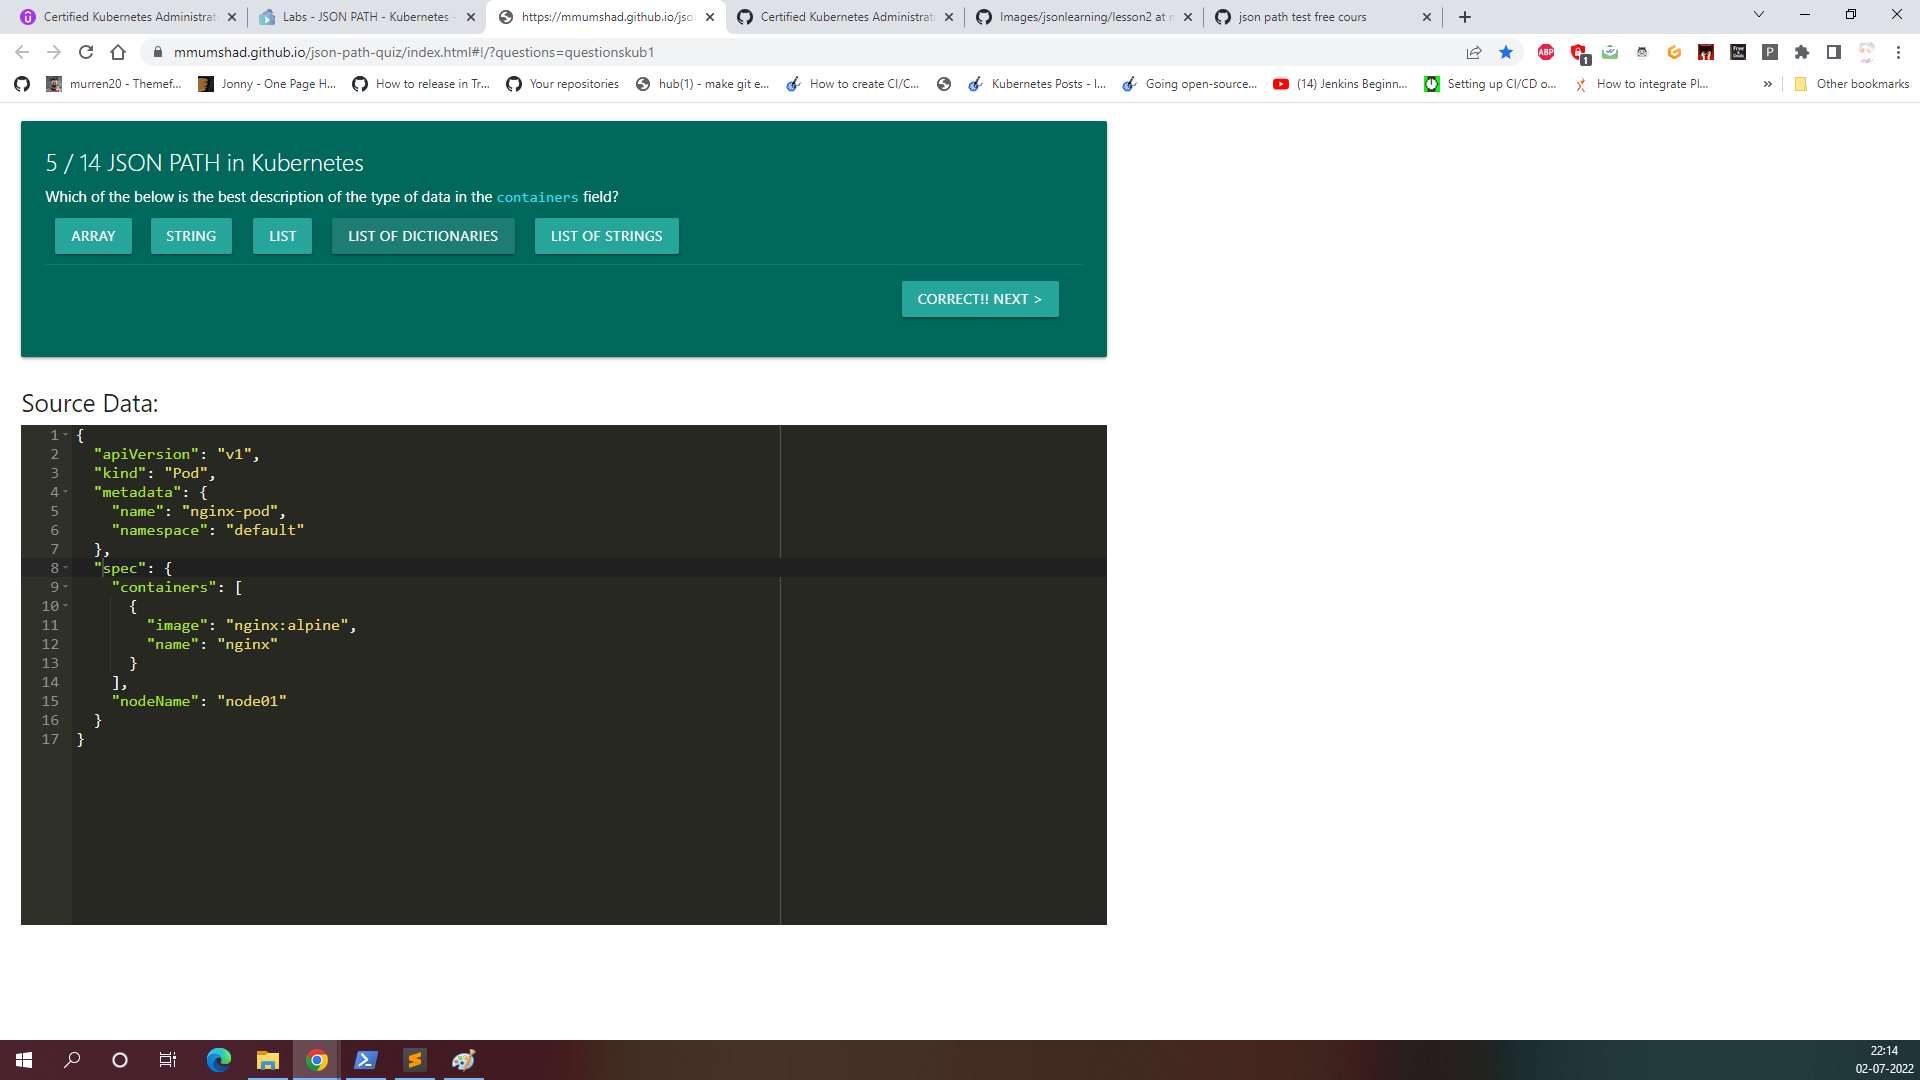 Certified Kubernetes Administrat
Labs - JSON PATH - Kubernetes -
https://mmumshad.github.io/jso
Certified Kubernetes Administrat
Images/jsonlearning/lesson2 at
json path test free cours
mmumshad.github.io/json-path-quiz/index.html#!/?questions=questionskub1
ABP
1
P
murren20 - Themef...
Jonny - One Page H...
How to release in Tr...
Your repositories
hub(1) - make git e...
How to create CI/C...
Kubernetes Posts - I...
Going open-source...
(14) Jenkins Beginn...
Setting up CI/CD o...
How to integrate Pl...
»
Other bookmarks
5 / 14 JSON PATH in Kubernetes
Which of the below is the best description of the type of data in the containers field?
ARRAY STRING LIST LIST OF DICTIONARIES LIST OF STRINGS
CORRECT!! NEXT >
Source Data:
1 {
2 "apiVersion": "v1",
3 "kind": "Pod",
4 "metadata": {
5 "name": "nginx-pod",
6 "namespace": "default"
7 },
8 "spec": {
9 "containers": [
10 {
11 "image": "nginx:alpine",
12 "name": "nginx"
13 }
14 ],
15 "nodeName": "node01"
16 }
17 }
22:14
02-07-2022